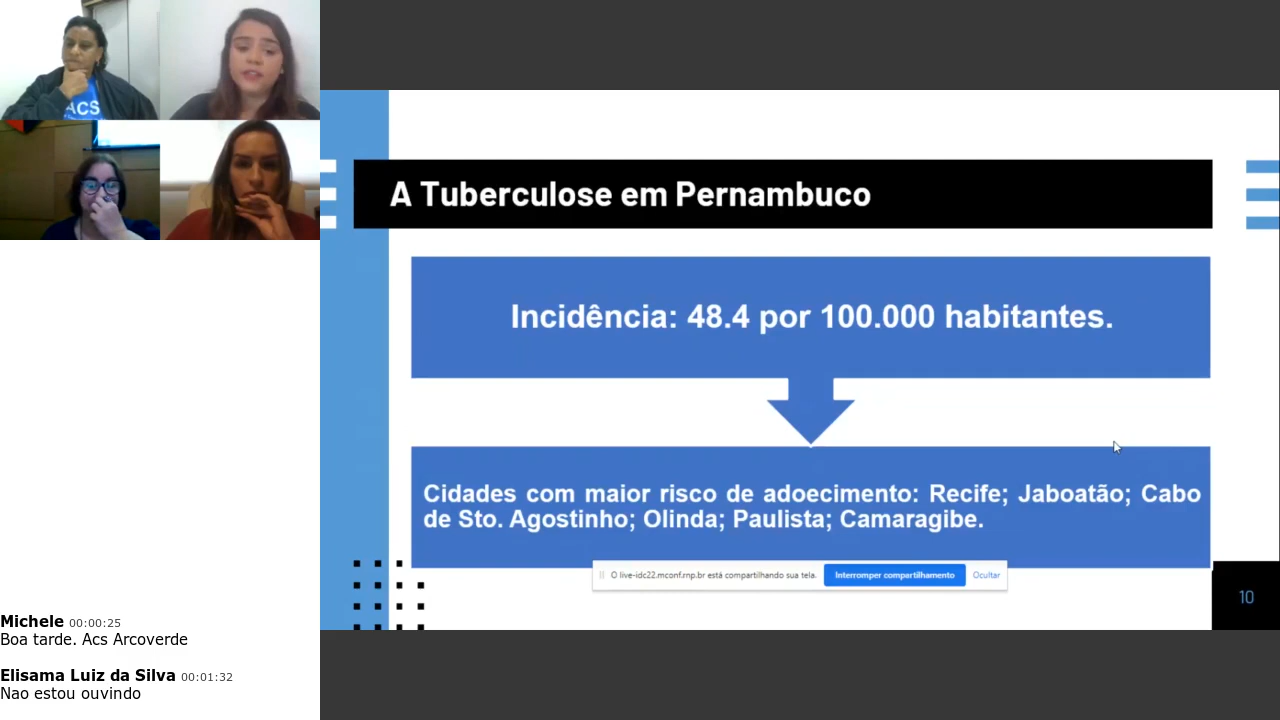 ACS
A Tuberculose em Pernambuco
Incidência: 48.4 por 100.000 habitantes.
Cidades com maior risco de adoecimento: Recife; Jaboatão; Cabo
de Sto. Agostinho; Olinda; Paulista; Camaragibe.
O live-idc22.mconf.rnp.br está compartilhando sua tela.
Interromper compartilhamento
Ocultar
10
Michele 00:00:25
Boa tarde. Acs Arcoverde
Elisama Luiz da Silva 00:01:32
Nao estou ouvindo